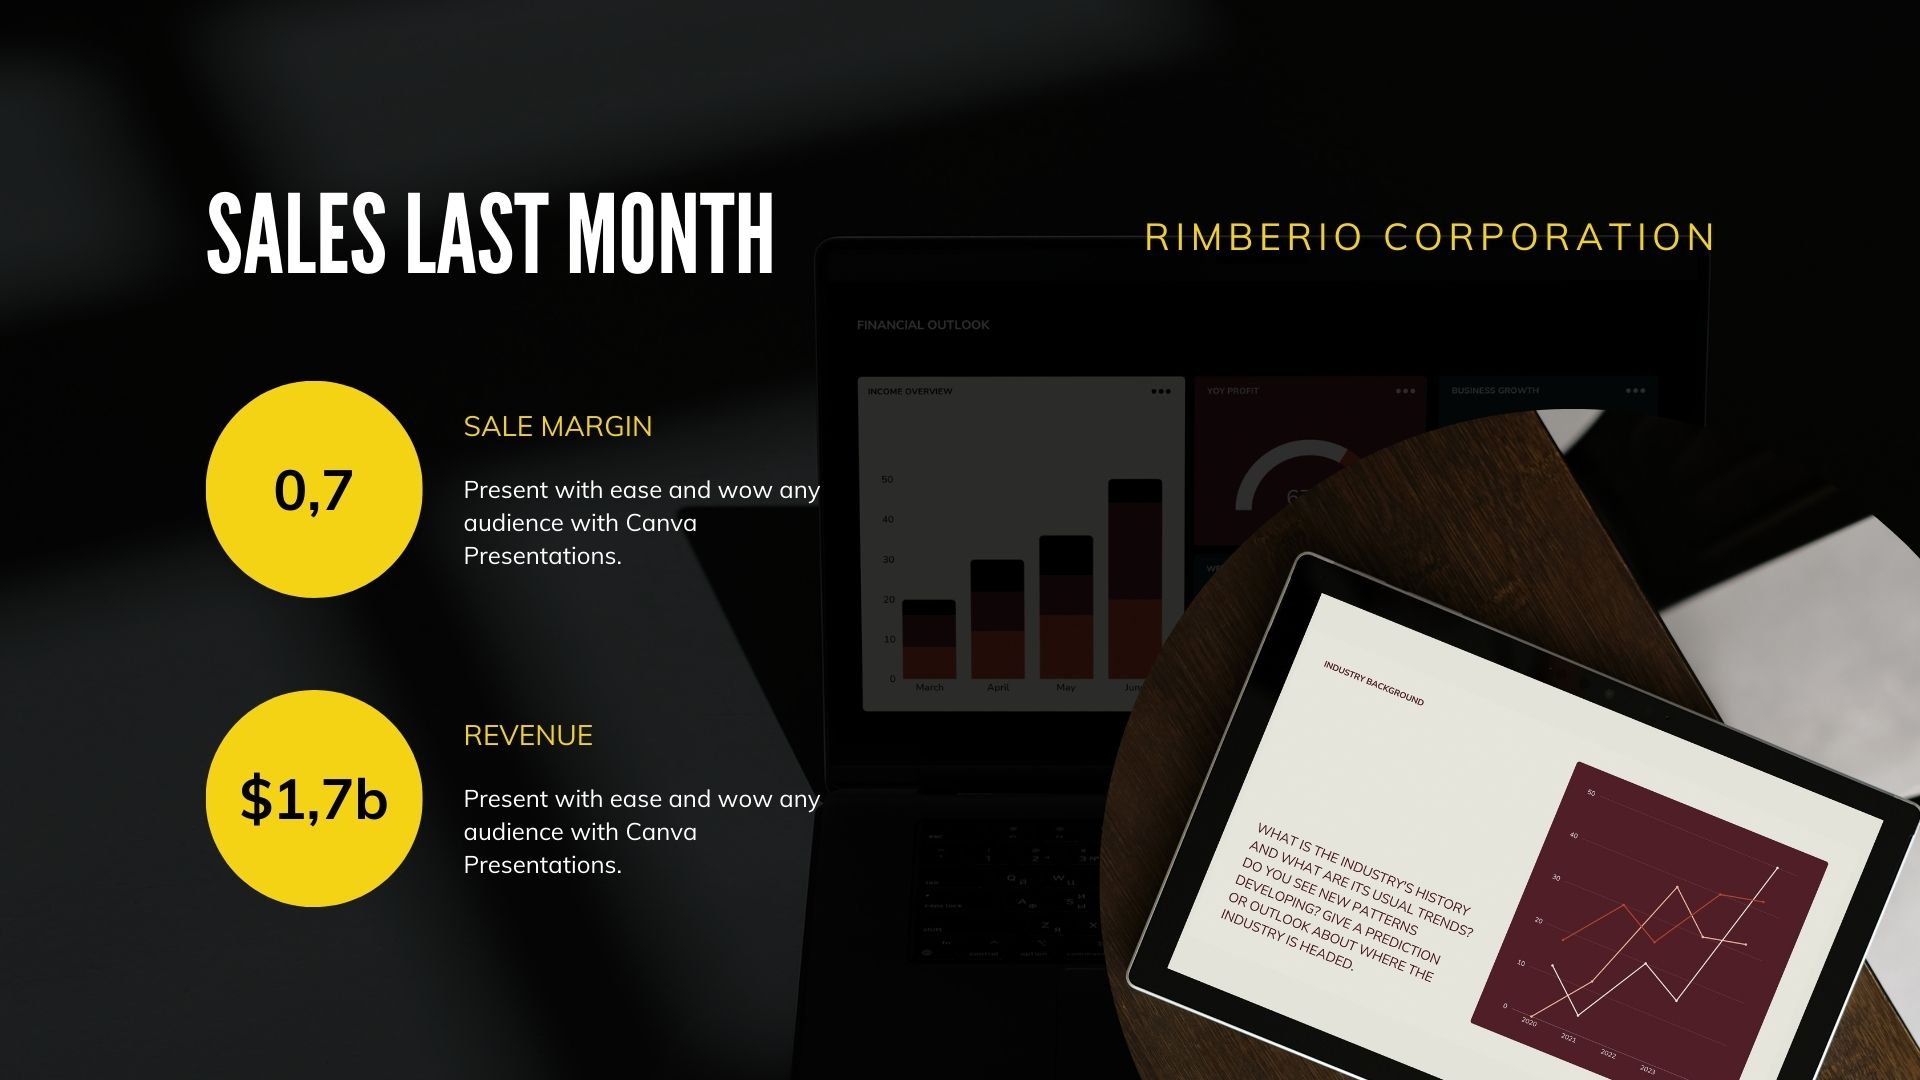 SALES LAST MONTH
RIMBERIO CORPORATION
0,7
SALE MARGIN
Present with ease and wow any
audience with Canva
Presentations.
$1,7b
REVENUE
Present with ease and wow any
audience with Canva
Presentations.
FINANCIAL OUTLOOK
INCOME OVERVIEW
50
40
30
20
10
0
March
April
May
YOY PROFIT
BUSINESS GROWTH
INDUSTRY BACKGROUND
WHAT IS THE INDUSTRY'S HISTORY
AND WHAT ARE ITS USUAL TRENDS?
DO YOU SEE NEW PATTERNS
DEVELOPING? GIVE A PREDICTION
OR OUTLOOK ABOUT WHERE THE
INDUSTRY IS HEADED.
50
40
30
20
10
0
2020
2021
2022
2023